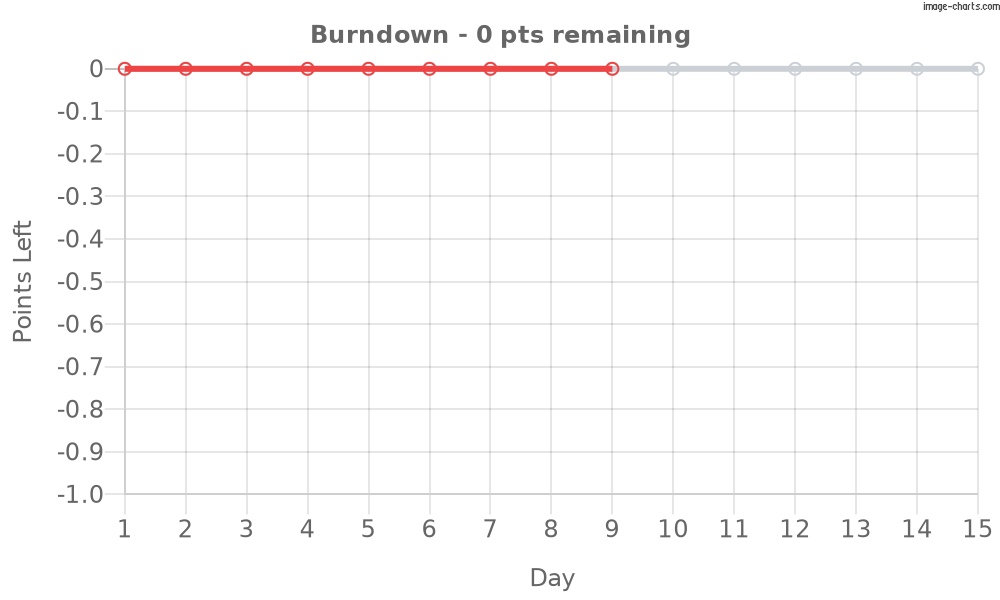 image-charts.com
Burndown - 0 pts remaining
0
-0.1
-0.2
-0.3
-0.4
-0.5
-0.6
-0.7
-0.8
-0.9
-1.0
Points Left
1 2 3 4 5 6 7 8 9 10 11 12 13 14 15
Day